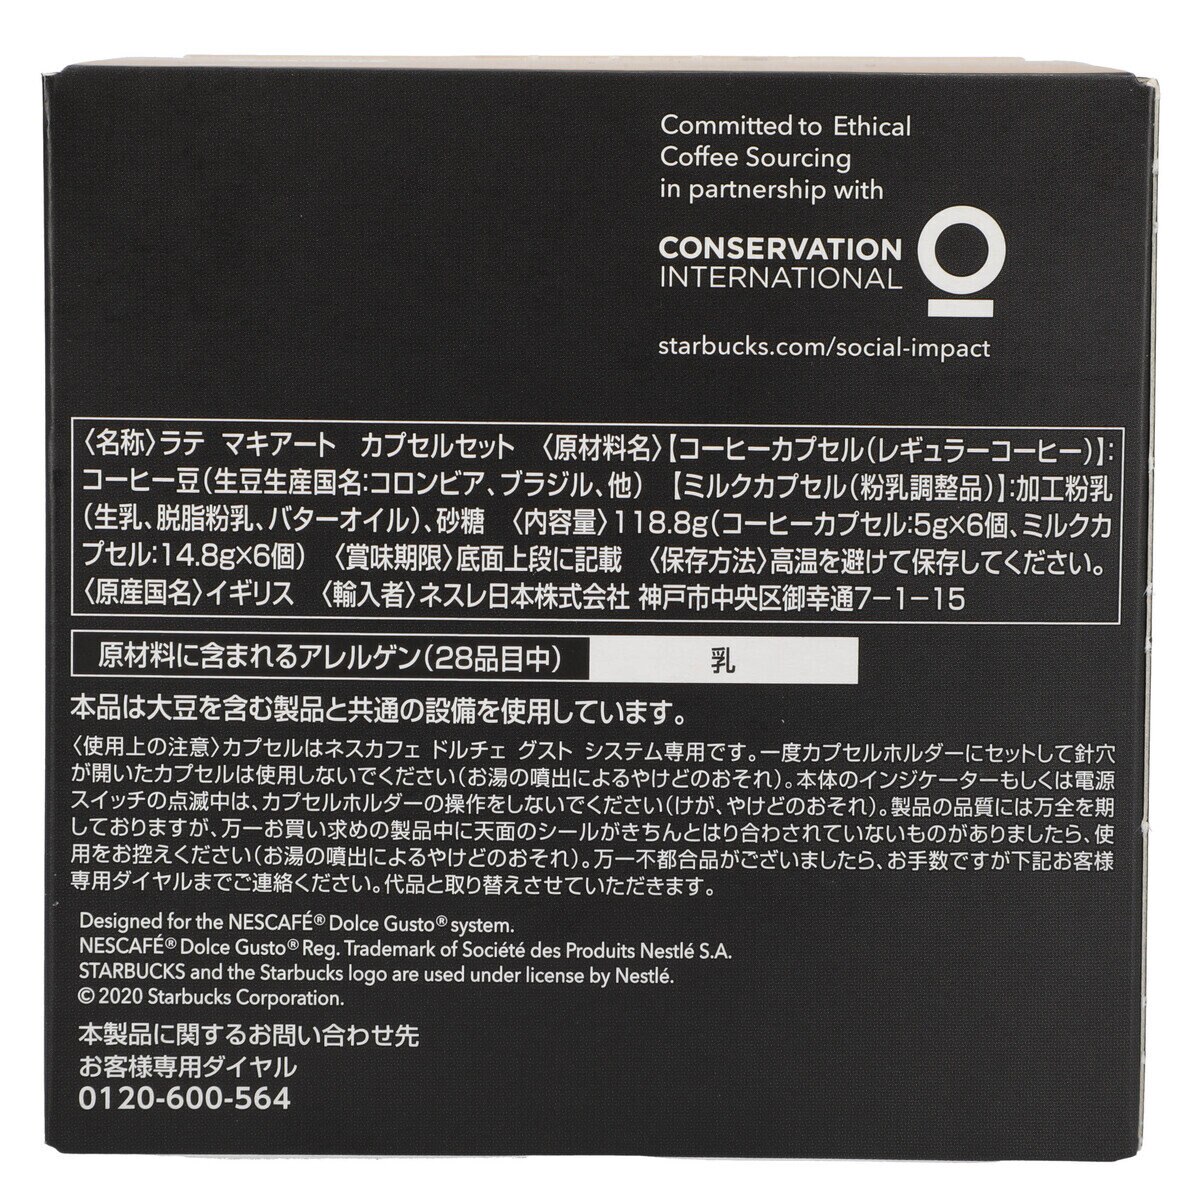 Committed to Ethical
Coffee Sourcing
in partnership with
CONSERVATION
INTERNATIONAL
starbucks.com/social-impact
〈名称〉ラテ マキアート カプセルセット 〈原材料名〉【コーヒーカプセル(レギュラーコーヒー)】:
コーヒー豆(生豆生産国名:コロンビア、ブラジル、他) 【ミルクカプセル(粉乳調整品)】:加工粉乳
(生乳、脱脂粉乳、バターオイル)、砂糖 〈内容量〉118.8g(コーヒーカプセル:5g×6個、ミルクカ
プセル:14.8g×6個) 〈賞味期限〉底面上段に記載 〈保存方法〉高温を避けて保存してください。
〈原産国名〉イギリス 〈輸入者〉ネスレ日本株式会社 神戸市中央区御幸通7−1−15
原材料に含まれるアレルゲン(28品目中) 乳
本品は大豆を含む製品と共通の設備を使用しています。
〈使用上の注意〉カプセルはネスカフェ ドルチェ グスト システム専用です。一度カプセルホルダーにセットして針穴
が開いたカプセルは使用しないでください(お湯の噴出によるやけどのおそれ)。本体のインジケーターもしくは電源
スイッチの点滅中は、カプセルホルダーの操作をしないでください(けが、やけどのおそれ)。製品の品質には万全を期
しておりますが、万一お買い求めの製品中に天面のシールがきちんとはり合わされていないものがありましたら、使
用をお控えください(お湯の噴出によるやけどのおそれ)。万一不都合品がございましたら、お手数ですが下記お客様
専用ダイヤルまでご連絡ください。代品と取り替えさせていただきます。
Designed for the NESCAFÉ® Dolce Gusto® system.
NESCAFÉ® Dolce Gusto® Reg. Trademark of Société des Produits Nestlé S.A.
STARBUCKS and the Starbucks logo are used under license by Nestlé.
© 2020 Starbucks Corporation.
本製品に関するお問い合わせ先
お客様専用ダイヤル
0120-600-564